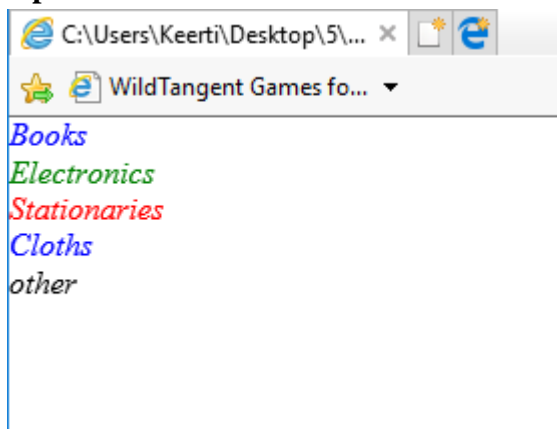 C:\Users\Keerti\Desktop\5\...
WildTangent Games fo...
Books
Electronics
Stationaries
Cloths
other